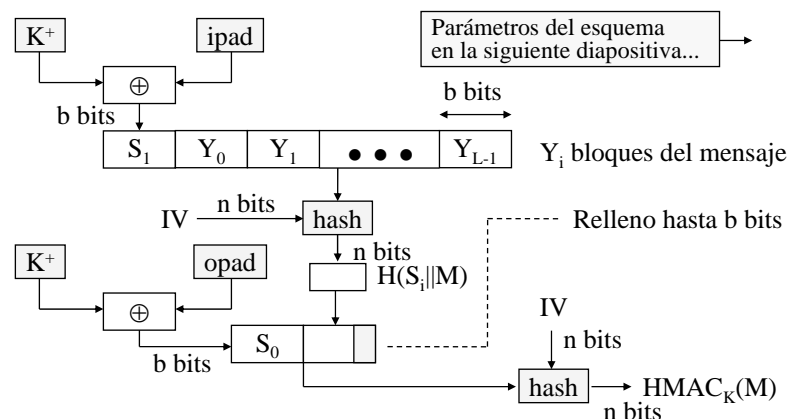 K+
ipad
Parámetros del esquema
en la siguiente diapositiva...
⊕
b bits
b bits
S1 Y0 Y1 ● ● ● YL-1
Yi bloques del mensaje
IV
n bits
hash
Relleno hasta b bits
n bits
K+
opad
H(Si||M)
⊕
IV
b bits
S0
n bits
hash
HMACK(M)
n bits